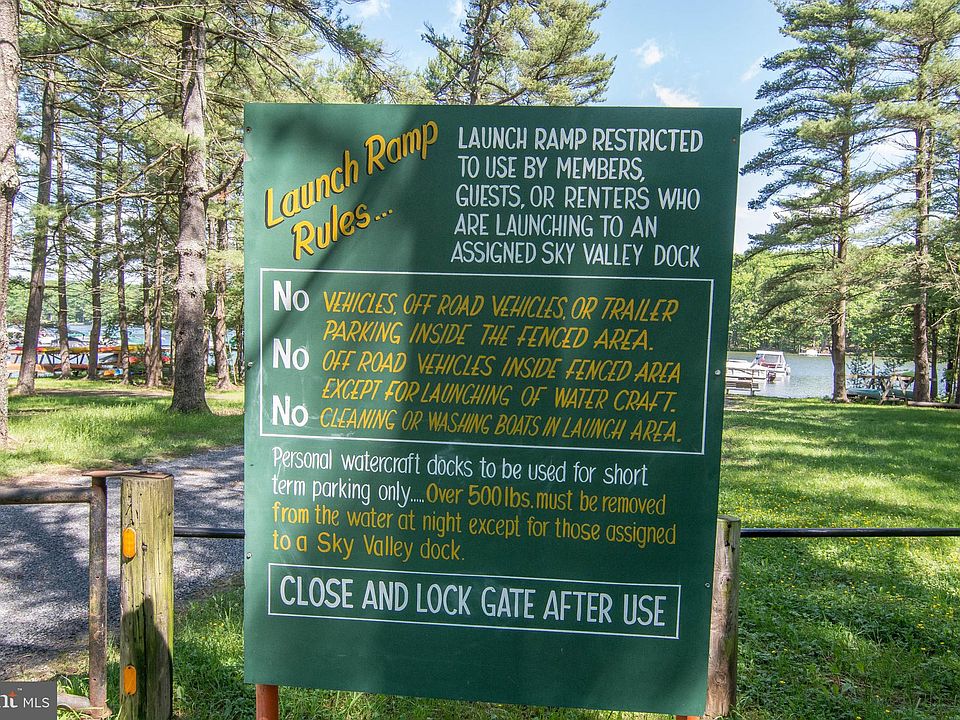 Launch Ramp
Rules...
LAUNCH RAMP RESTRICTED
TO USE BY MEMBERS,
GUESTS, OR RENTERS WHO
ARE LAUNCHING TO AN
ASSIGNED SKY VALLEY DOCK
No VEHICLES, OFF ROAD VEHICLES, OR TRAILER
PARKING INSIDE THE FENCED AREA.
No OFF ROAD VEHICLES INSIDE FENCED AREA
EXCEPT FOR LAUNCHING OF WATER CRAFT.
No CLEANING OR WASHING BOATS IN LAUNCH AREA.
Personal watercraft docks to be used for short
term parking only.....Over 500 lbs. must be removed
from the water at night except for those assigned
to a Sky Valley dock.
CLOSE AND LOCK GATE AFTER USE
MLS